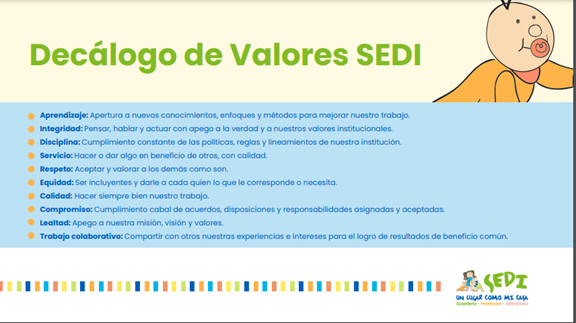 Decálogo de Valores SEDI
Aprendizaje: Apertura a nuevos conocimientos, enfoques y métodos para mejorar nuestro trabajo.
Integridad: Pensar, hablar y actuar con apego a la verdad y a nuestros valores institucionales.
Disciplina: Cumplimiento constante de las políticas, reglas y lineamientos de nuestra institución.
Servicio: Hacer o dar algo en beneficio de otros, con calidad.
Respeto: Aceptar y valorar a los demás como son.
Equidad: Ser incluyentes y darle a cada quien lo que le corresponde o necesita.
Calidad: Hacer siempre bien nuestro trabajo.
Compromiso: Cumplimiento cabal de acuerdos, disposiciones y responsabilidades asignadas y aceptadas.
Lealtad: Apego a nuestra misión, visión y valores.
Trabajo colaborativo: Compartir con otros nuestras experiencias e intereses para el logro de resultados de beneficio común.
SEDI
UN LUGAR COMO MI CASA
Guardería • Preescolar • Afterschool